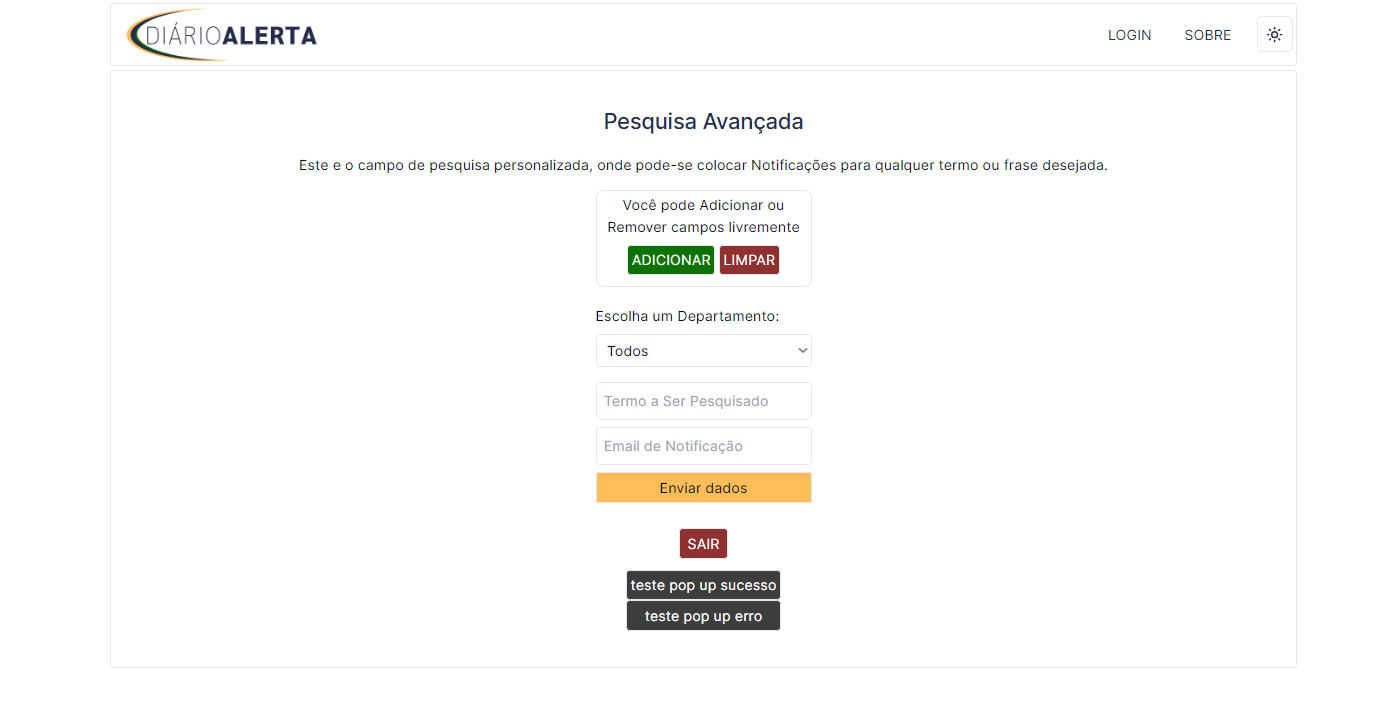 DIÁRIOALERTA
LOGIN SOBRE
Pesquisa Avançada
Este e o campo de pesquisa personalizada, onde pode-se colocar Notificações para qualquer termo ou frase desejada.
Você pode Adicionar ou
Remover campos livremente
ADICIONAR LIMPAR
Escolha um Departamento:
Todos
Termo a Ser Pesquisado
Email de Notificação
Enviar dados
SAIR
teste pop up sucesso
teste pop up erro